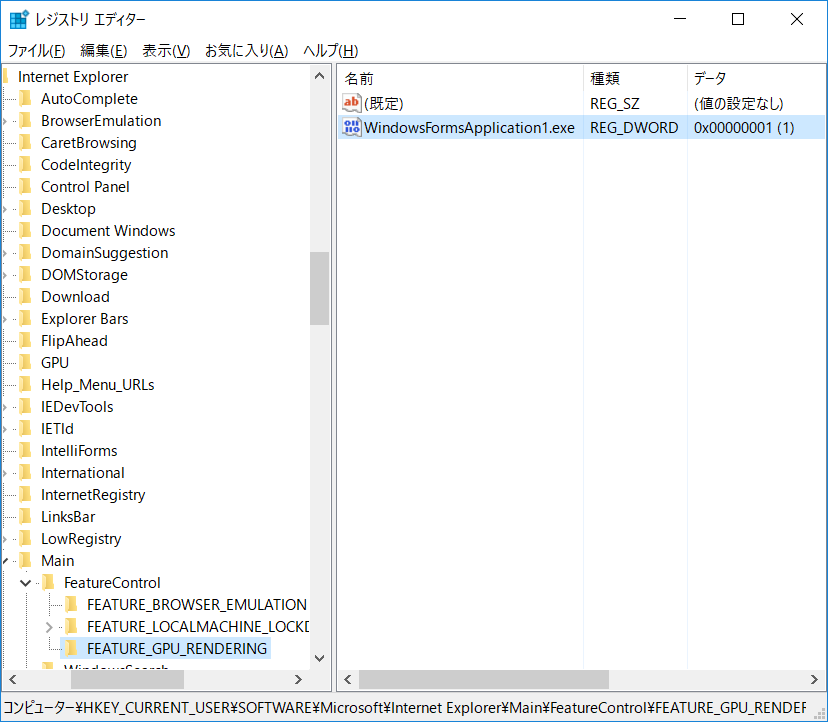 レジストリ エディター
ファイル(F) 編集(E) 表示(V) お気に入り(A) ヘルプ(H)
Internet Explorer
AutoComplete
BrowserEmulation
CaretBrowsing
CodeIntegrity
Control Panel
Desktop
Document Windows
DomainSuggestion
DOMStorage
Download
Explorer Bars
FlipAhead
GPU
Help_Menu_URLs
IEDevTools
IETld
IntelliForms
International
InternetRegistry
LinksBar
LowRegistry
Main
FeatureControl
FEATURE_BROWSER_EMULATION
FEATURE_LOCALMACHINE_LOCKD
FEATURE_GPU_RENDERING
WindowsSearch
名前 種類 データ
(既定) REG_SZ (値の設定なし)
WindowsFormsApplication1.exe REG_DWORD 0x00000001 (1)
コンピューター¥HKEY_CURRENT_USER¥SOFTWARE¥Microsoft¥Internet Explorer¥Main¥FeatureControl¥FEATURE_GPU_RENDER